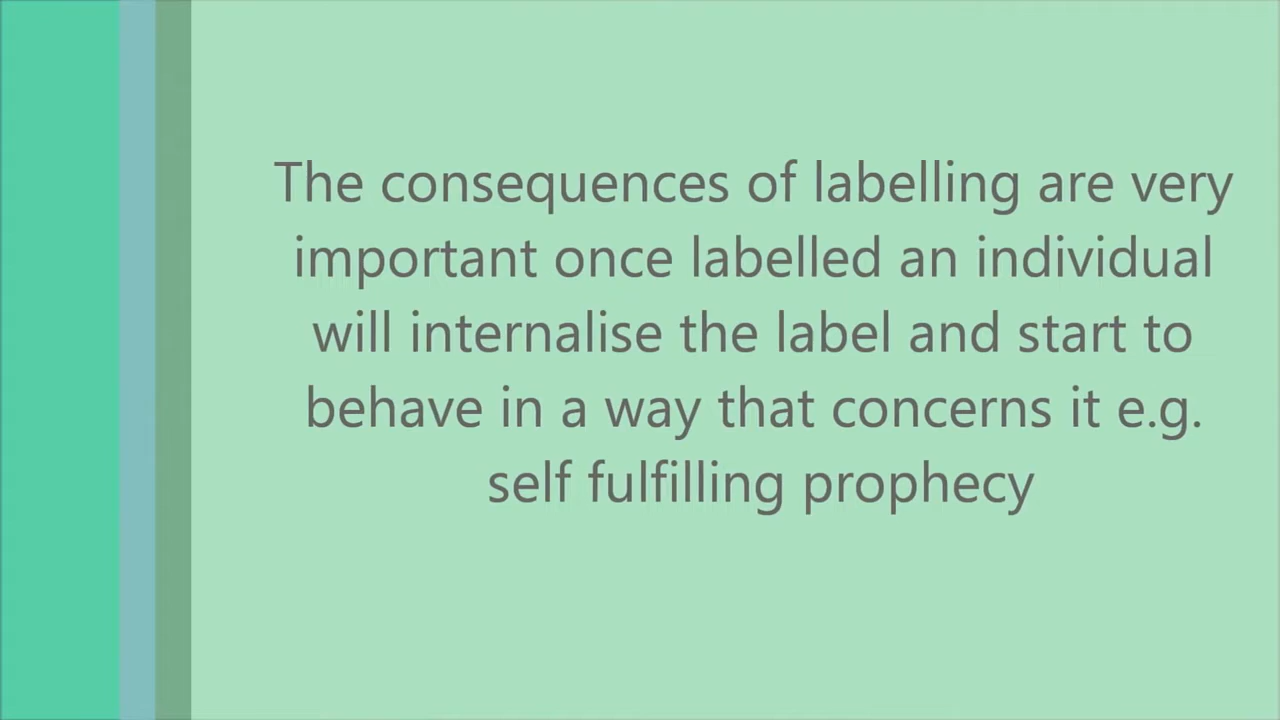 The consequences of labelling are very
important once labelled an individual
will internalise the label and start to
behave in a way that concerns it e.g.
self fulfilling prophecy